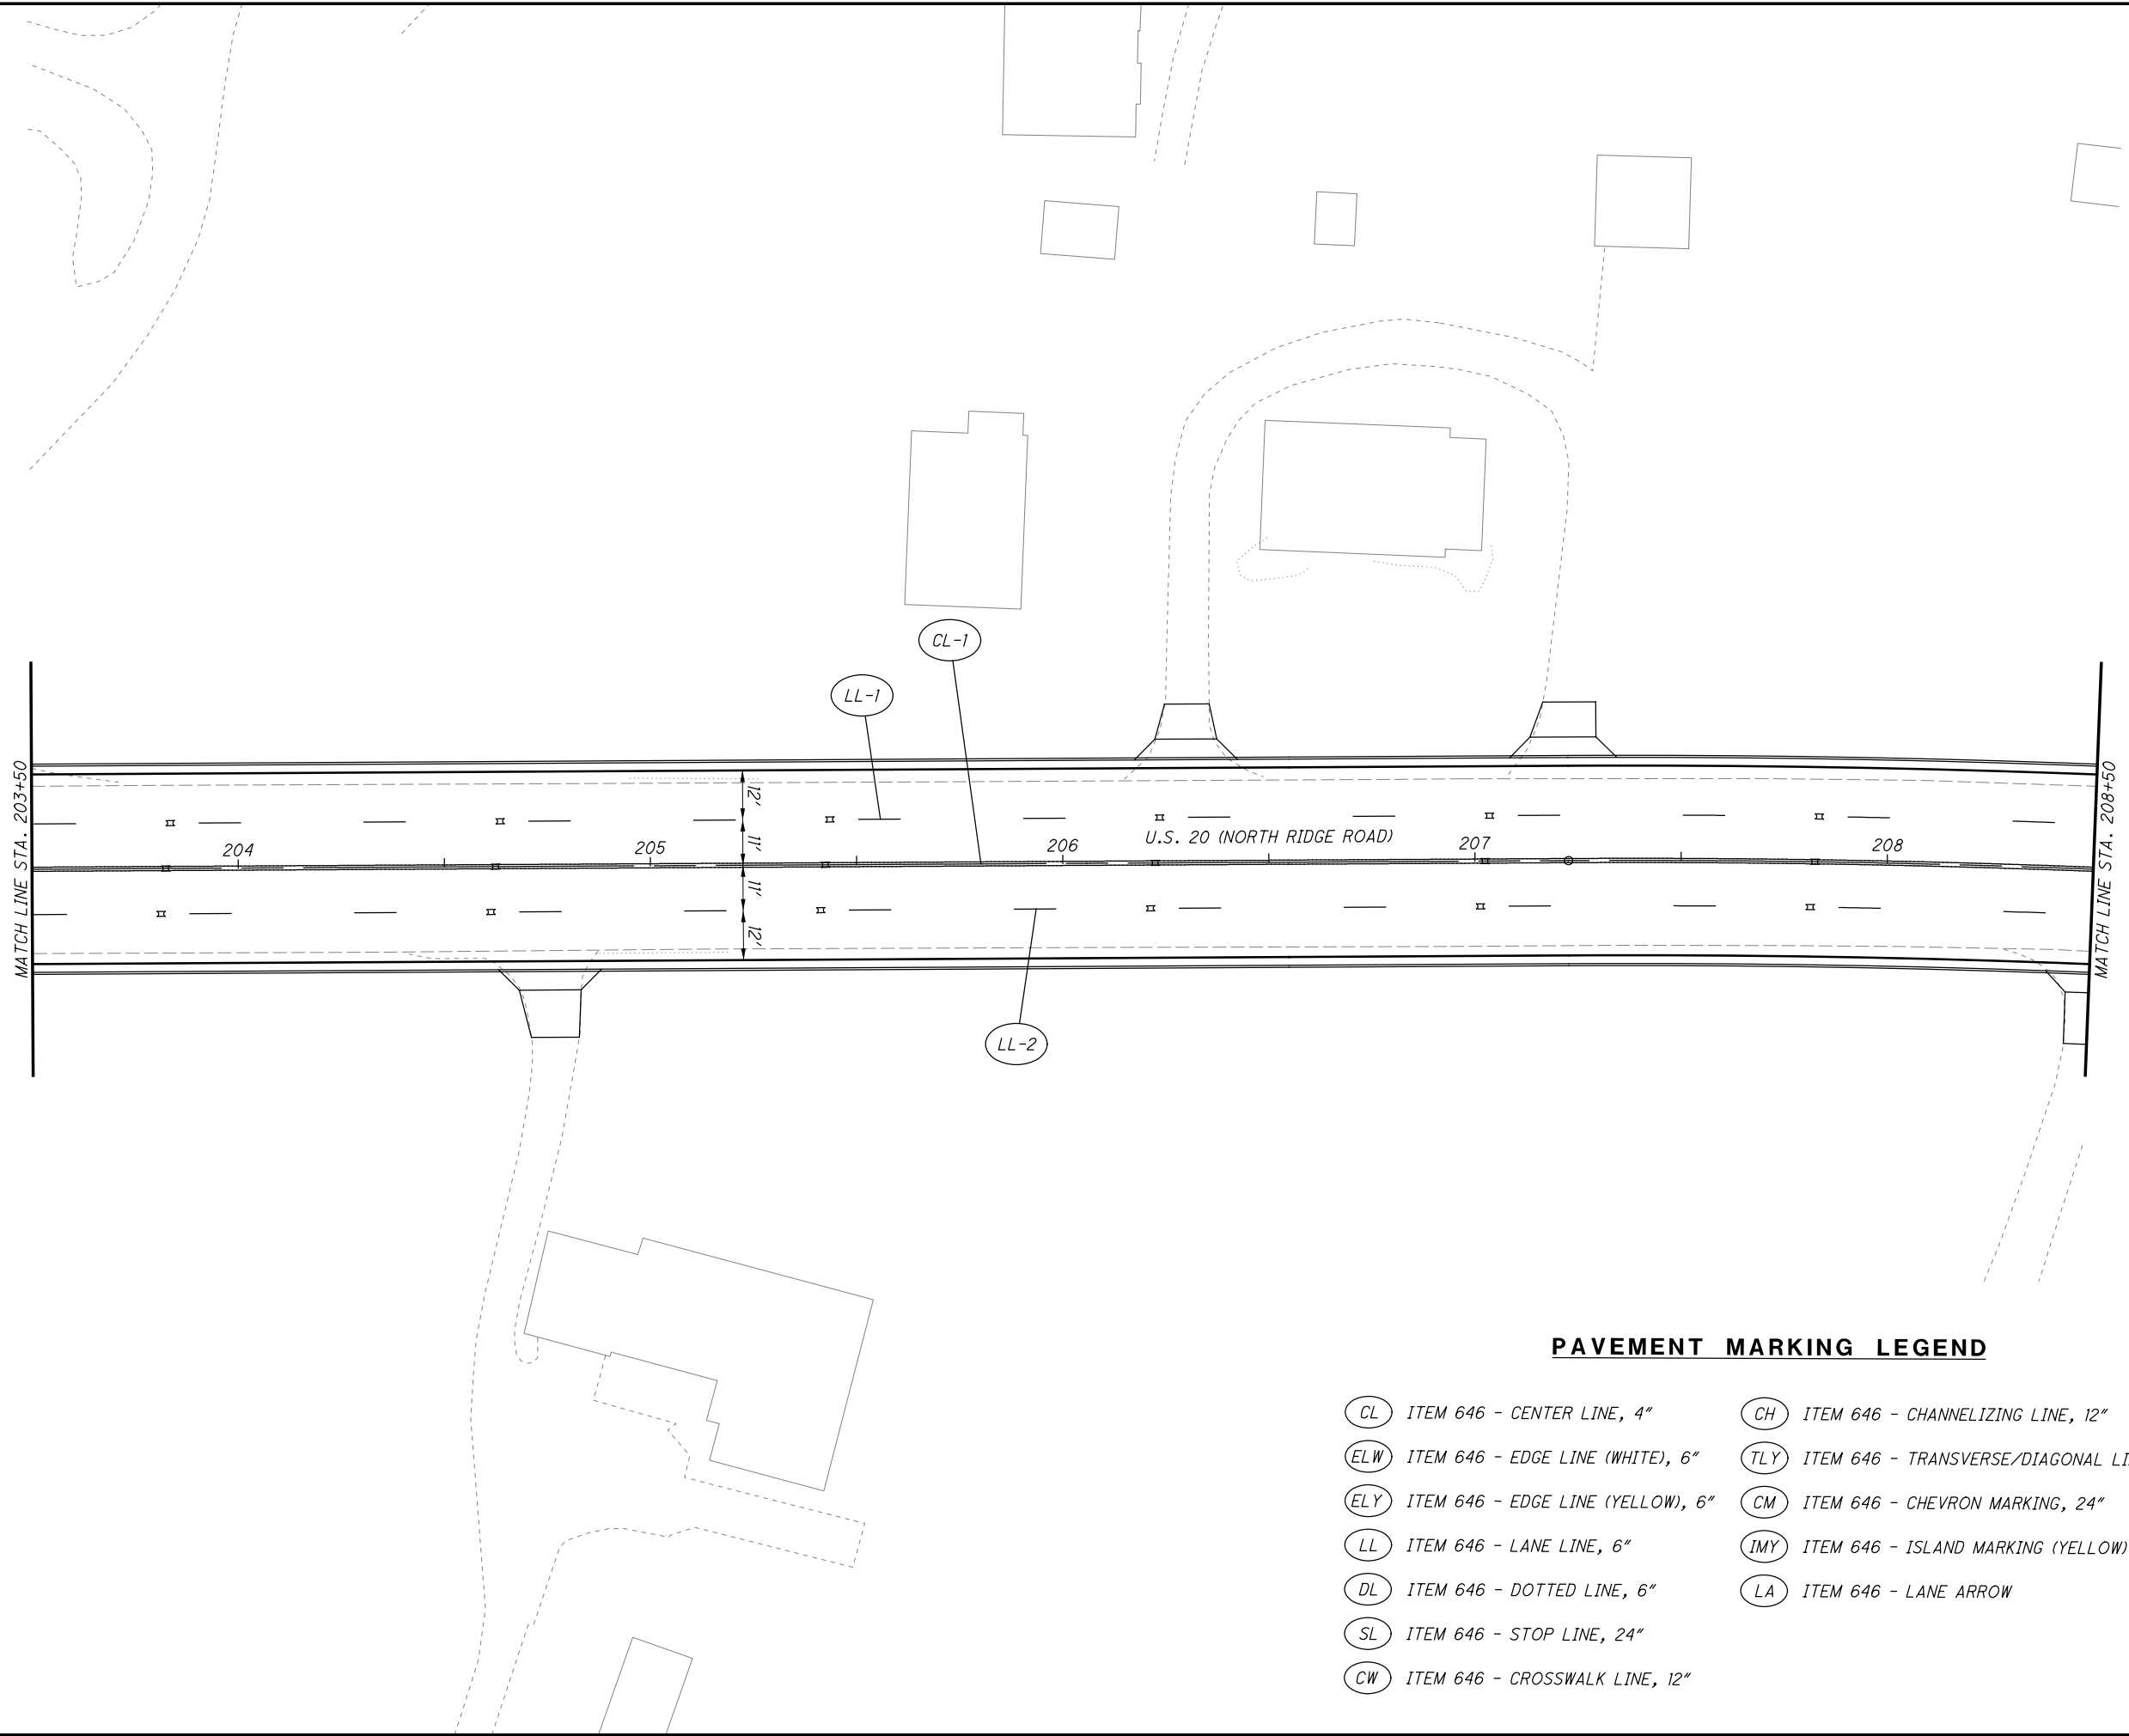 CL-1
LL-1
MATCH LINE STA. 203+50
MATCH LINE STA. 208+50
12'
11'
11'
12'
204
205
206
207
208
U.S. 20 (NORTH RIDGE ROAD)
LL-2
PAVEMENT MARKING LEGEND
CL ITEM 646 - CENTER LINE, 4"
ELW ITEM 646 - EDGE LINE (WHITE), 6"
ELY ITEM 646 - EDGE LINE (YELLOW), 6"
LL ITEM 646 - LANE LINE, 6"
DL ITEM 646 - DOTTED LINE, 6"
SL ITEM 646 - STOP LINE, 24"
CW ITEM 646 - CROSSWALK LINE, 12"
CH ITEM 646 - CHANNELIZING LINE, 12"
TLY ITEM 646 - TRANSVERSE/DIAGONAL
CM ITEM 646 - CHEVRON MARKING, 24"
IMY ITEM 646 - ISLAND MARKING (YELLOW)
LA ITEM 646 - LANE ARROW